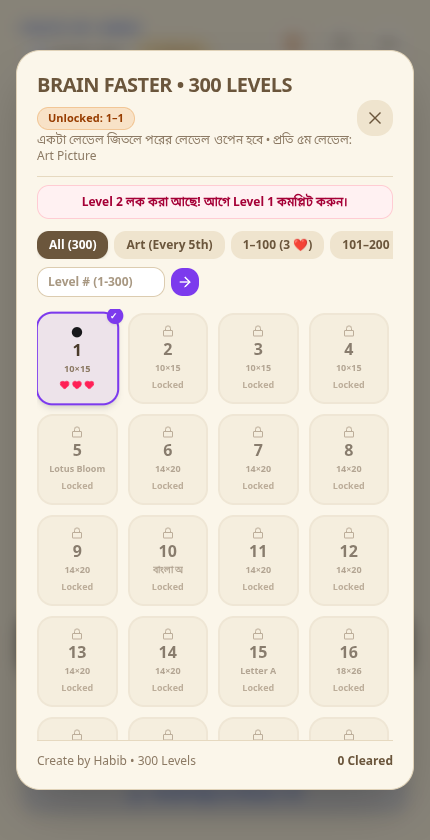 BRAIN FASTER • 300 LEVELS
Unlocked: 1–1
একটা লেভেল জিতলে পরের লেভেল ওপেন হবে • প্রতি ৫ম লেভেল:
Art Picture
Level 2 লক করা আছে! আগে Level 1 কমপ্লিট করুন।
All (300) Art (Every 5th) 1–100 (3 ❤️) 101–200
Level # (1-300)
1 2 3 4
10×15 10×15 10×15 10×15
Locked Locked Locked
5 6 7 8
Lotus Bloom 14×20 14×20 14×20
Locked Locked Locked Locked
9 10 11 12
14×20 বাংলা অ 14×20 14×20
Locked Locked Locked Locked
13 14 15 16
14×20 14×20 Letter A 18×26
Locked Locked Locked Locked
Create by Habib • 300 Levels 0 Cleared